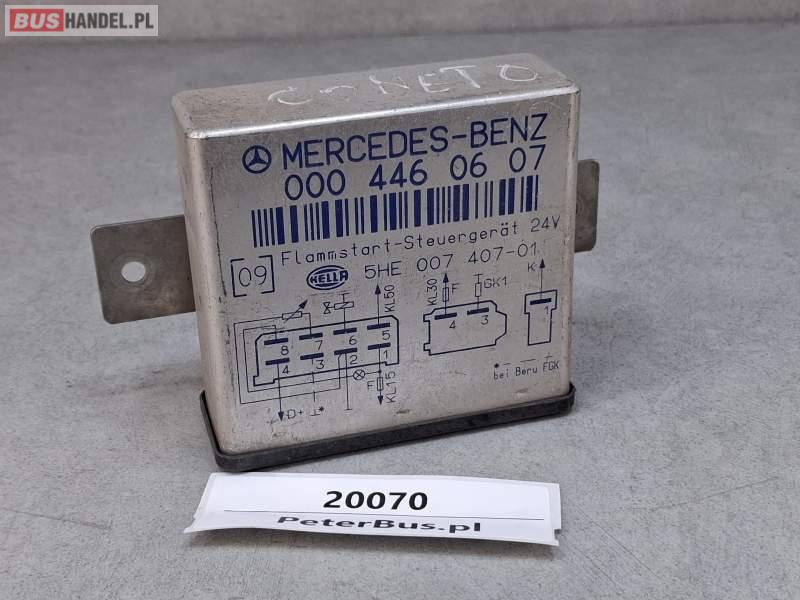 BUSHANDEL.PL
CONETO
MERCEDES-BENZ
000 446 06 07
Flammstart-Steuergerät 24V
[09] HELLA 5HE 007 407-01
KL50 KL30 F GK1 K
8 7 6 5 4 3 1
4 3 2 1
F KL15
D+ ⊥*
* bei Beru FGK
20070
PeterBus.pl